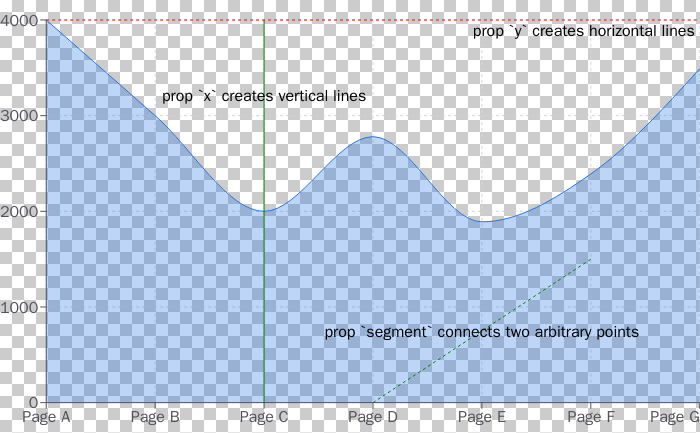 4000
prop `y` creates horizontal lines
prop `x` creates vertical lines
3000
2000
1000
prop `segment` connects two arbitrary points
0
Page A Page B Page C Page D Page E Page F Page G